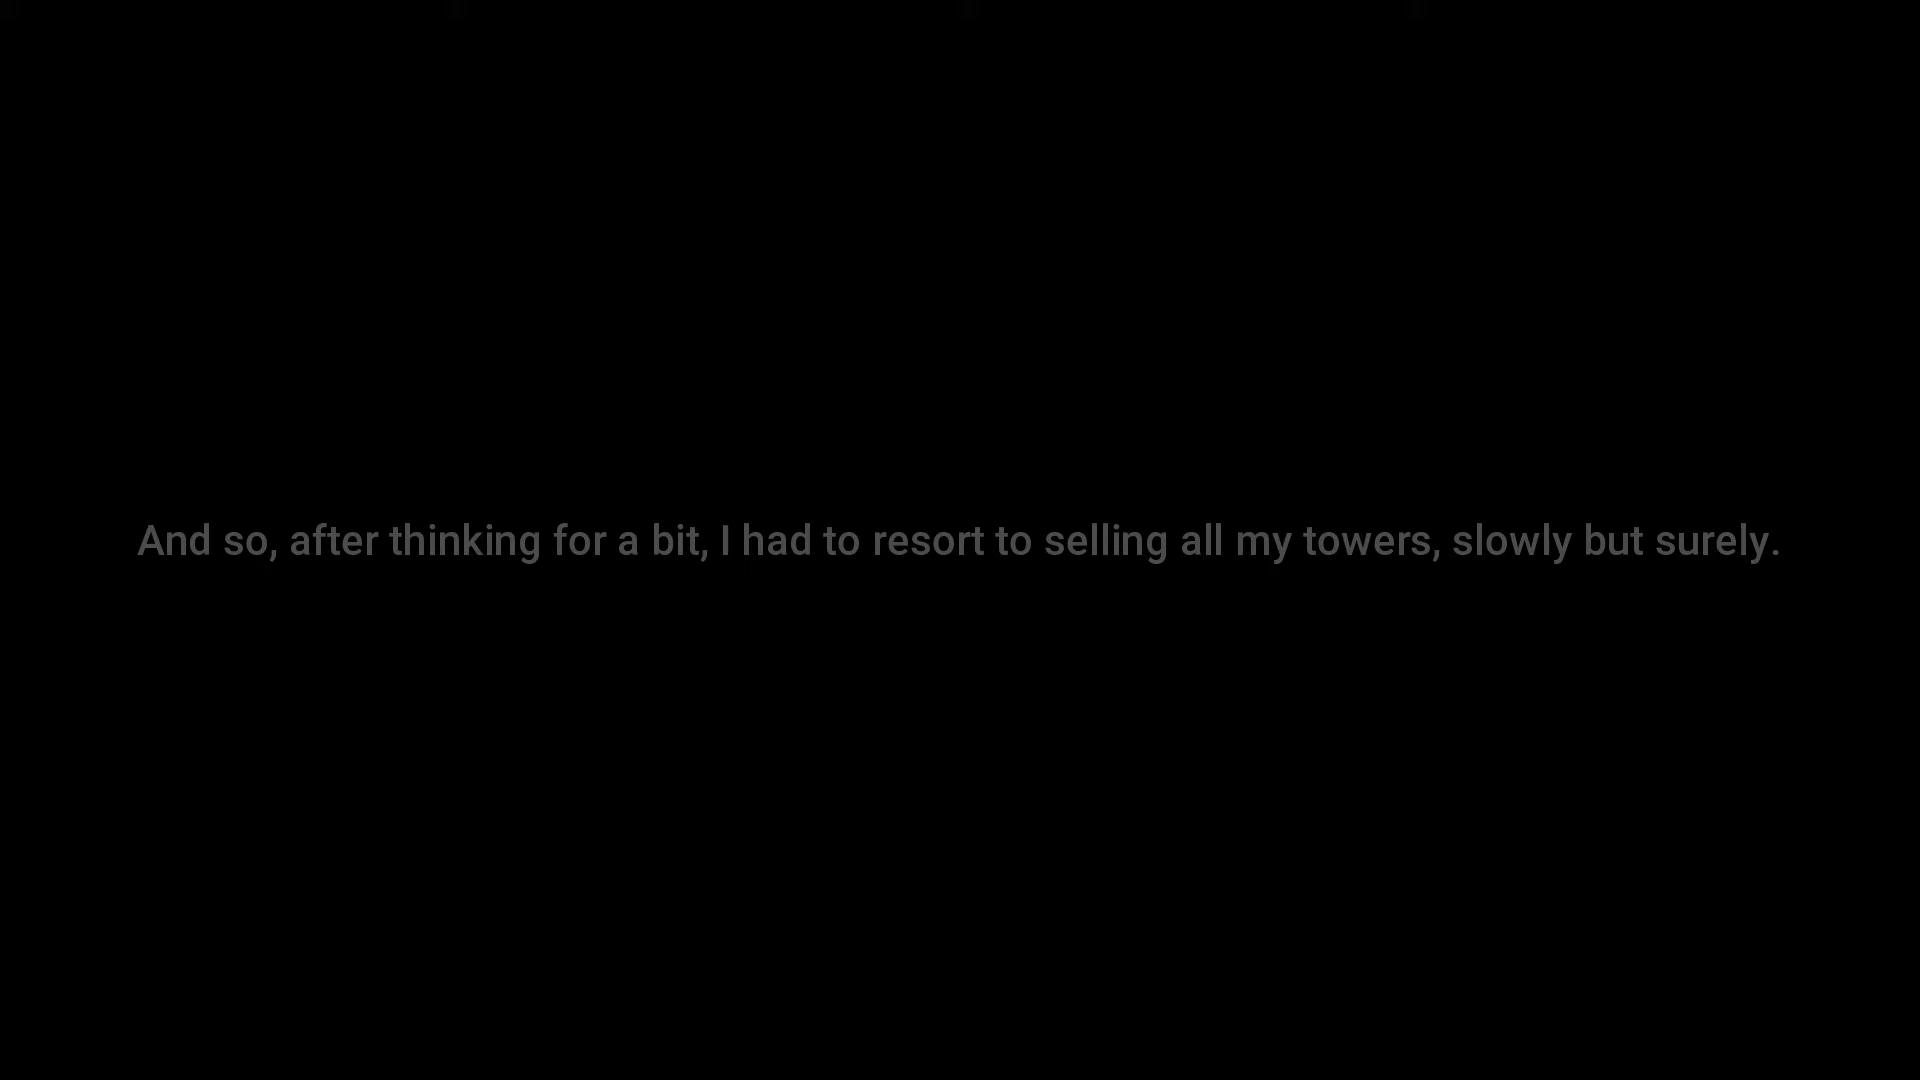 And so, after thinking for a bit, I had to resort to selling all my towers, slowly but surely.